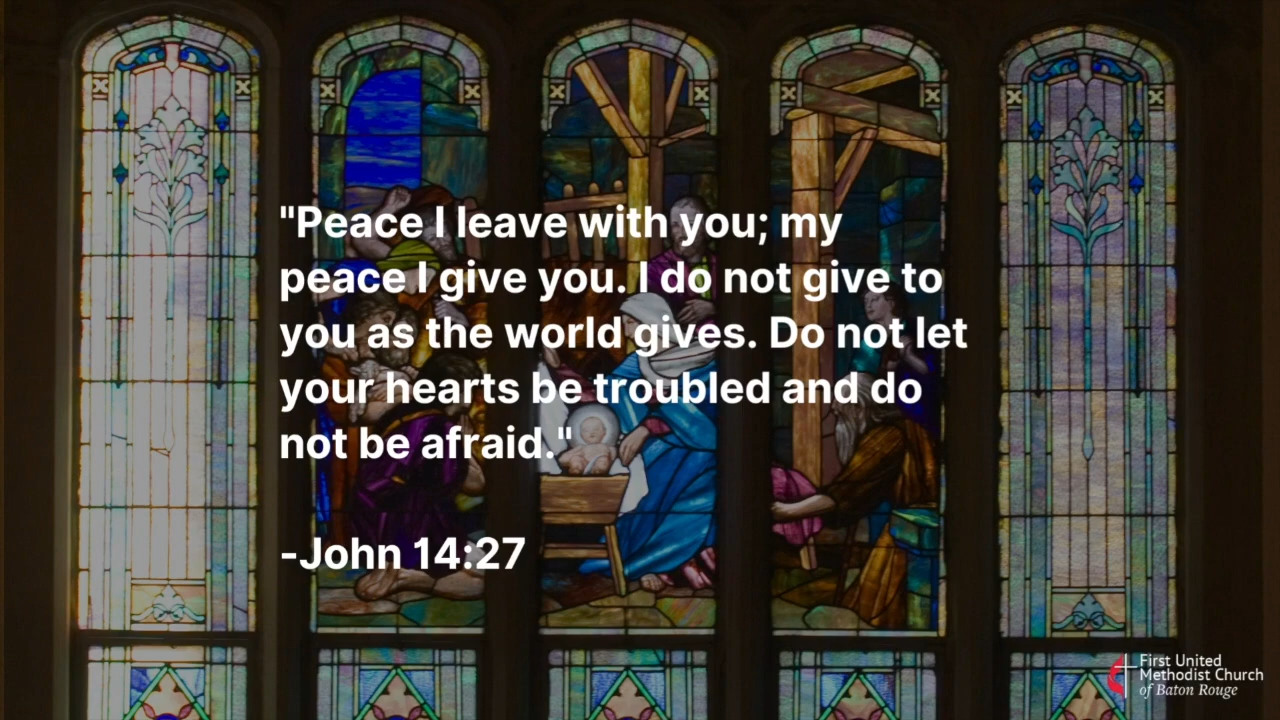 "Peace I leave with you; my
peace I give you. I do not give to
you as the world gives. Do not let
your hearts be troubled and do
not be afraid."
-John 14:27
First United
Methodist Church
of Baton Rouge